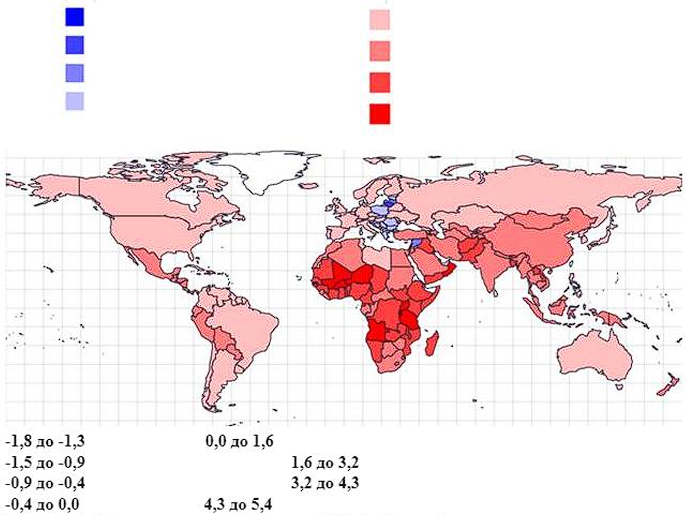 -1,8 до -1,3 0,0 до 1,6
-1,5 до -0,9 1,6 до 3,2
-0,9 до -0,4 3,2 до 4,3
-0,4 до 0,0 4,3 до 5,4